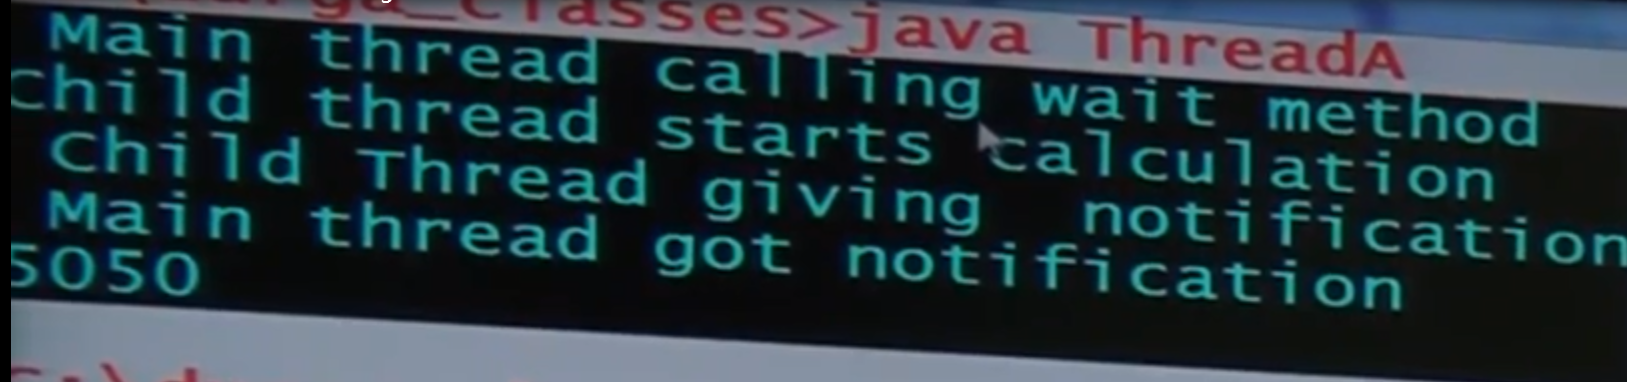 _Classes>java ThreadA
Main thread calling wait method
Child thread starts calculation
Child Thread giving  notification
Main thread got notification
5050